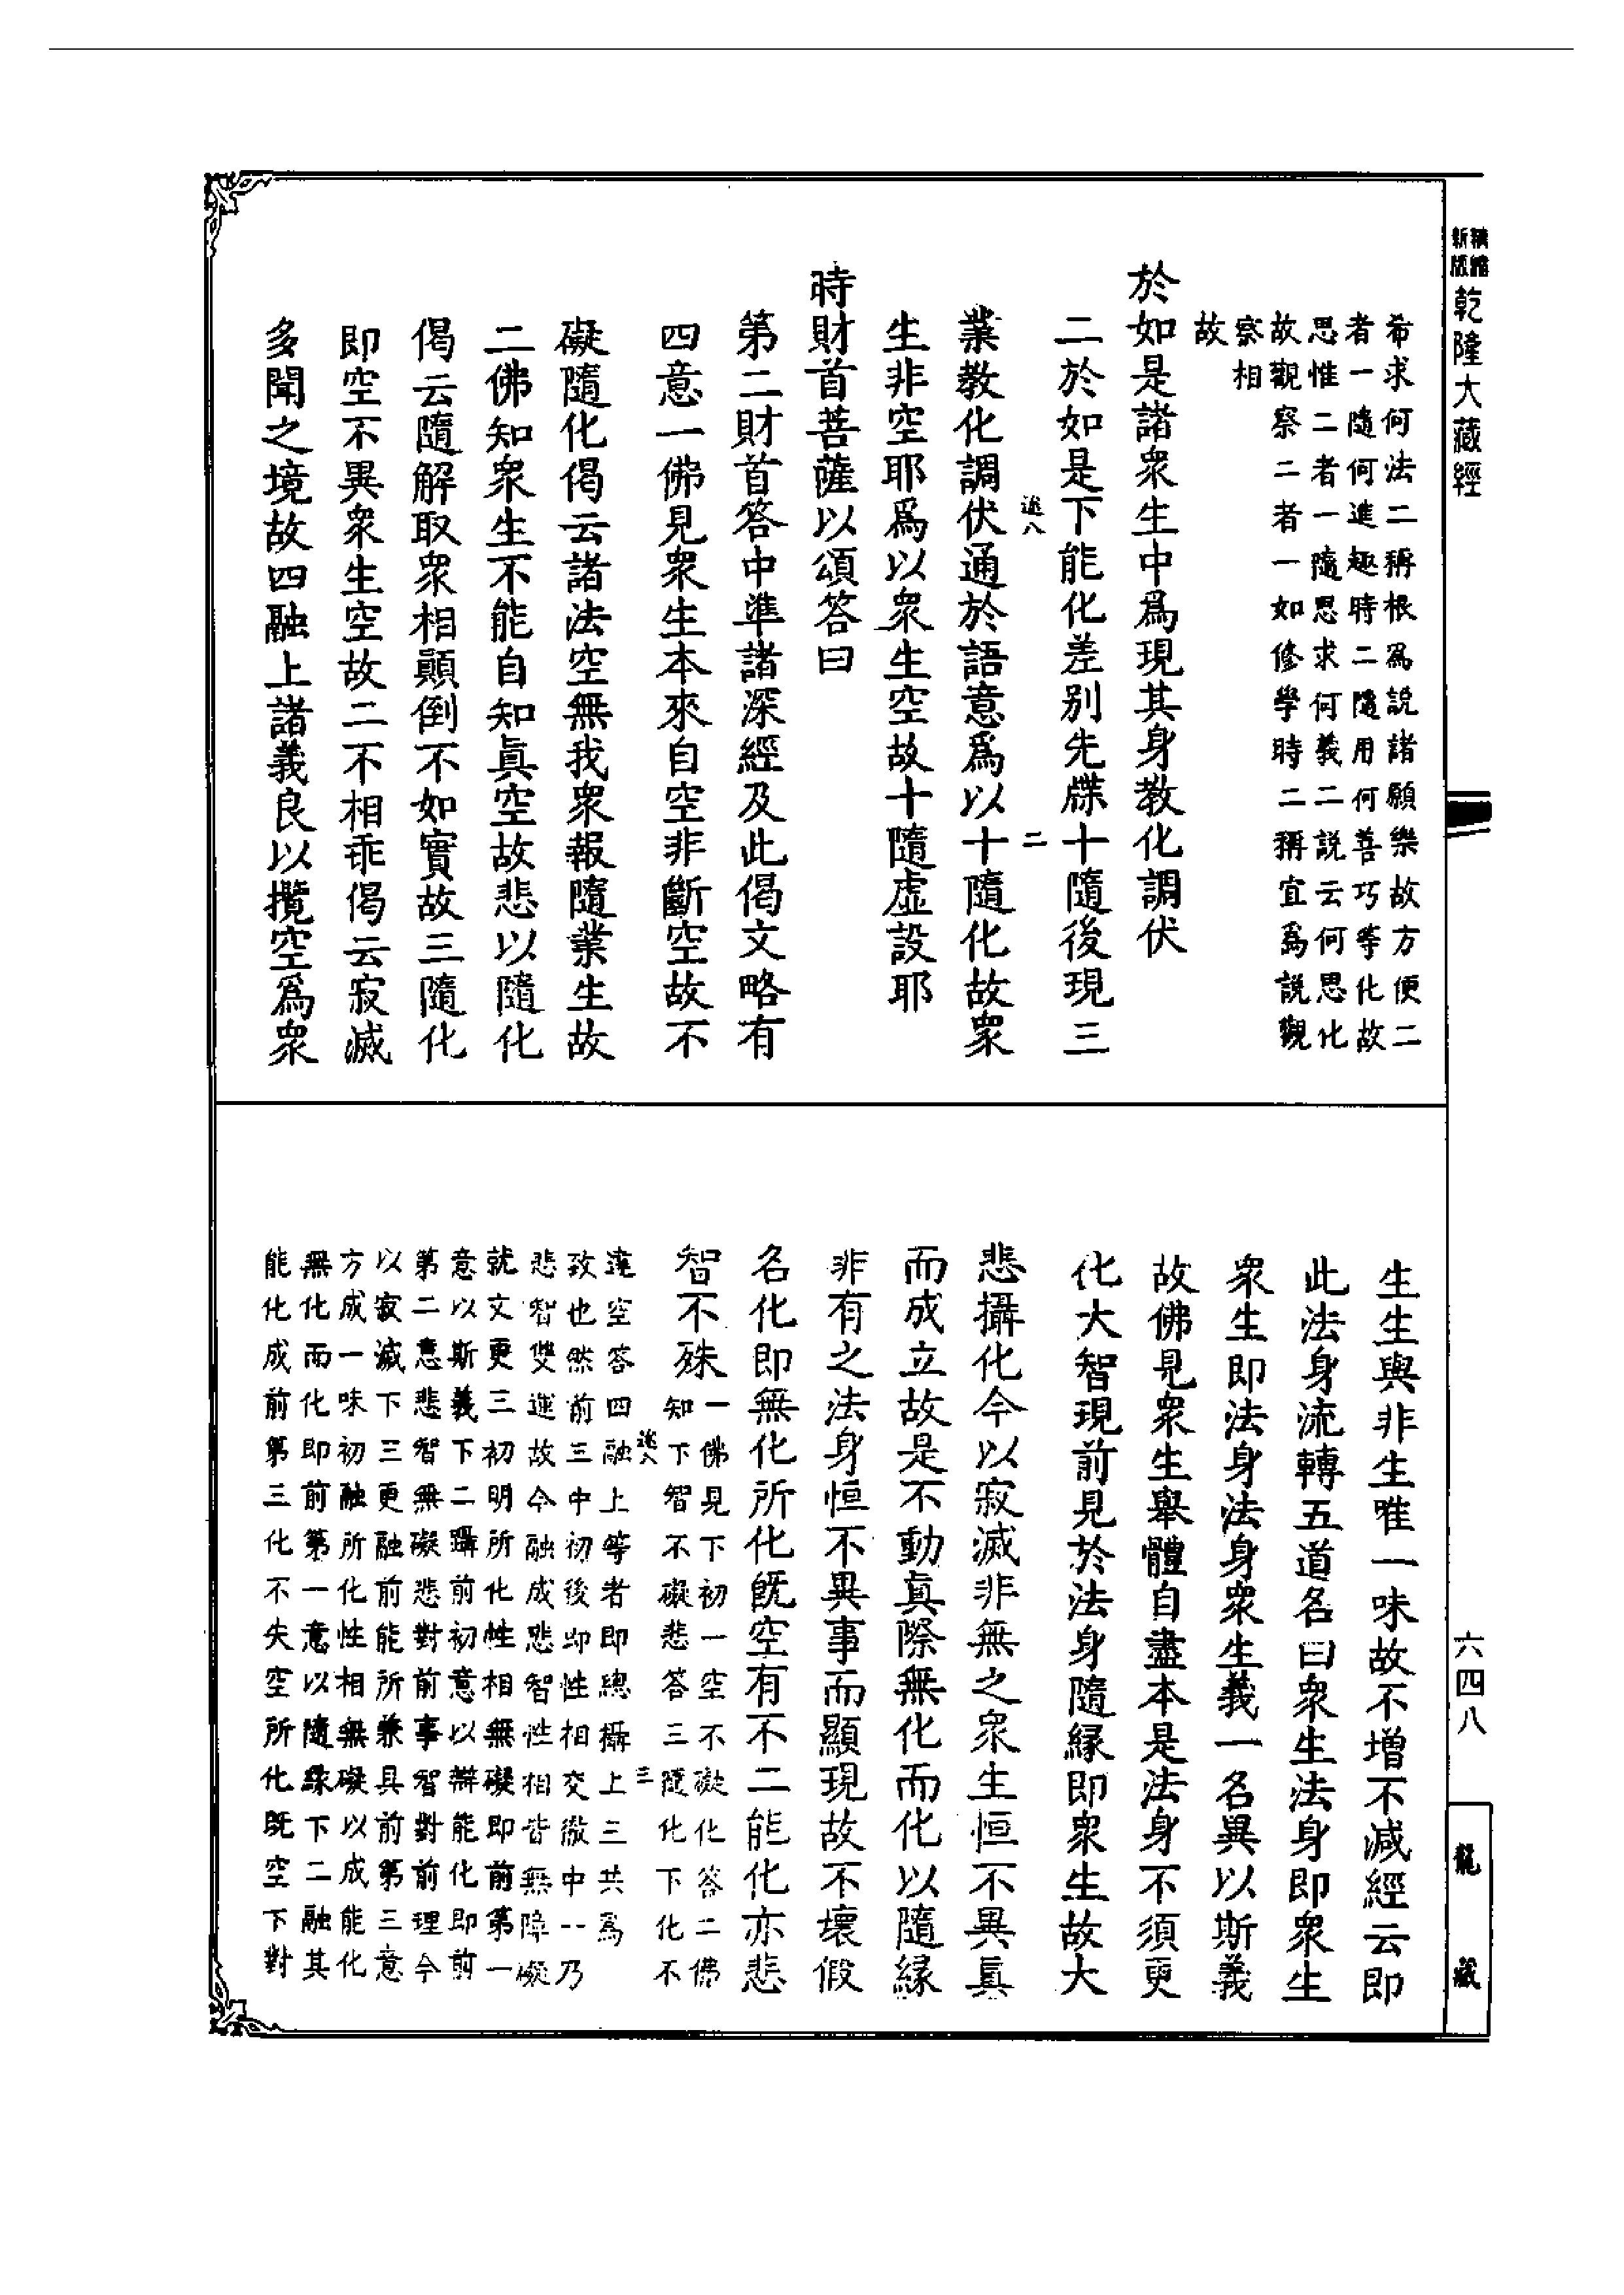 精縮
新版
乾隆大藏經
希求何法二稱根爲說諸願樂故方便二
者一隨何進趣時二隨用何善巧等化故
思惟二者一隨思求何義二說云何思化
故觀察二者一如修學時二稱宜爲說觀
察相
故
於如是諸衆生中爲現其身教化調伏
二於如是下能化差別先牒十隨後現三
業教化調伏通於語意爲以十隨化故衆
生非空耶爲以衆生空故十隨虛設耶
時財首菩薩以頌答曰
第二財首答中準諸深經及此偈文略有
四意一佛見衆生本來自空非斷空故不
礙隨化偈云諸法空無我衆報隨業生故
二佛知衆生不能自知眞空故悲以隨化
偈云隨解取衆相顚倒不如實故三隨化
即空不異衆生空故二不相乖偈云寂滅
多聞之境故四融上諸義良以攬空爲衆
生生與非生唯一味故不增不減經云即
此法身流轉五道名曰衆生法身即衆生
衆生即法身法身衆生義一名異以斯義
故佛見衆生舉體自盡本是法身不須更
化大智現前見於法身隨緣即衆生故大
悲攝化今以寂滅非無之衆生恒不異眞
而成立故是不動眞際無化而化以隨緣
非有之法身恒不異事而顯現故不壞假
名化即無化所化旣空有不二能化亦悲
智不殊
一佛見下初一空不礙化答二佛
知下智不礙悲答三隨化下化不
違空答四融上等者即總攝上三共爲
致也然前三中初後即性相交徹中一乃
悲智雙運故今融成悲智性相皆無障礙
就文更三初明所化性相無礙即前第一
意以斯義下二躡前初意以辯能化即前
第二意悲智無礙悲對前事智對前理今
以寂滅下三更融前能所兼具前第三意
方成一味初融所化性相無礙以成能化
無化而化即前第一意以隨緣下二融其
能化成前第三化不失空所化旣空下對
六四八
龍藏